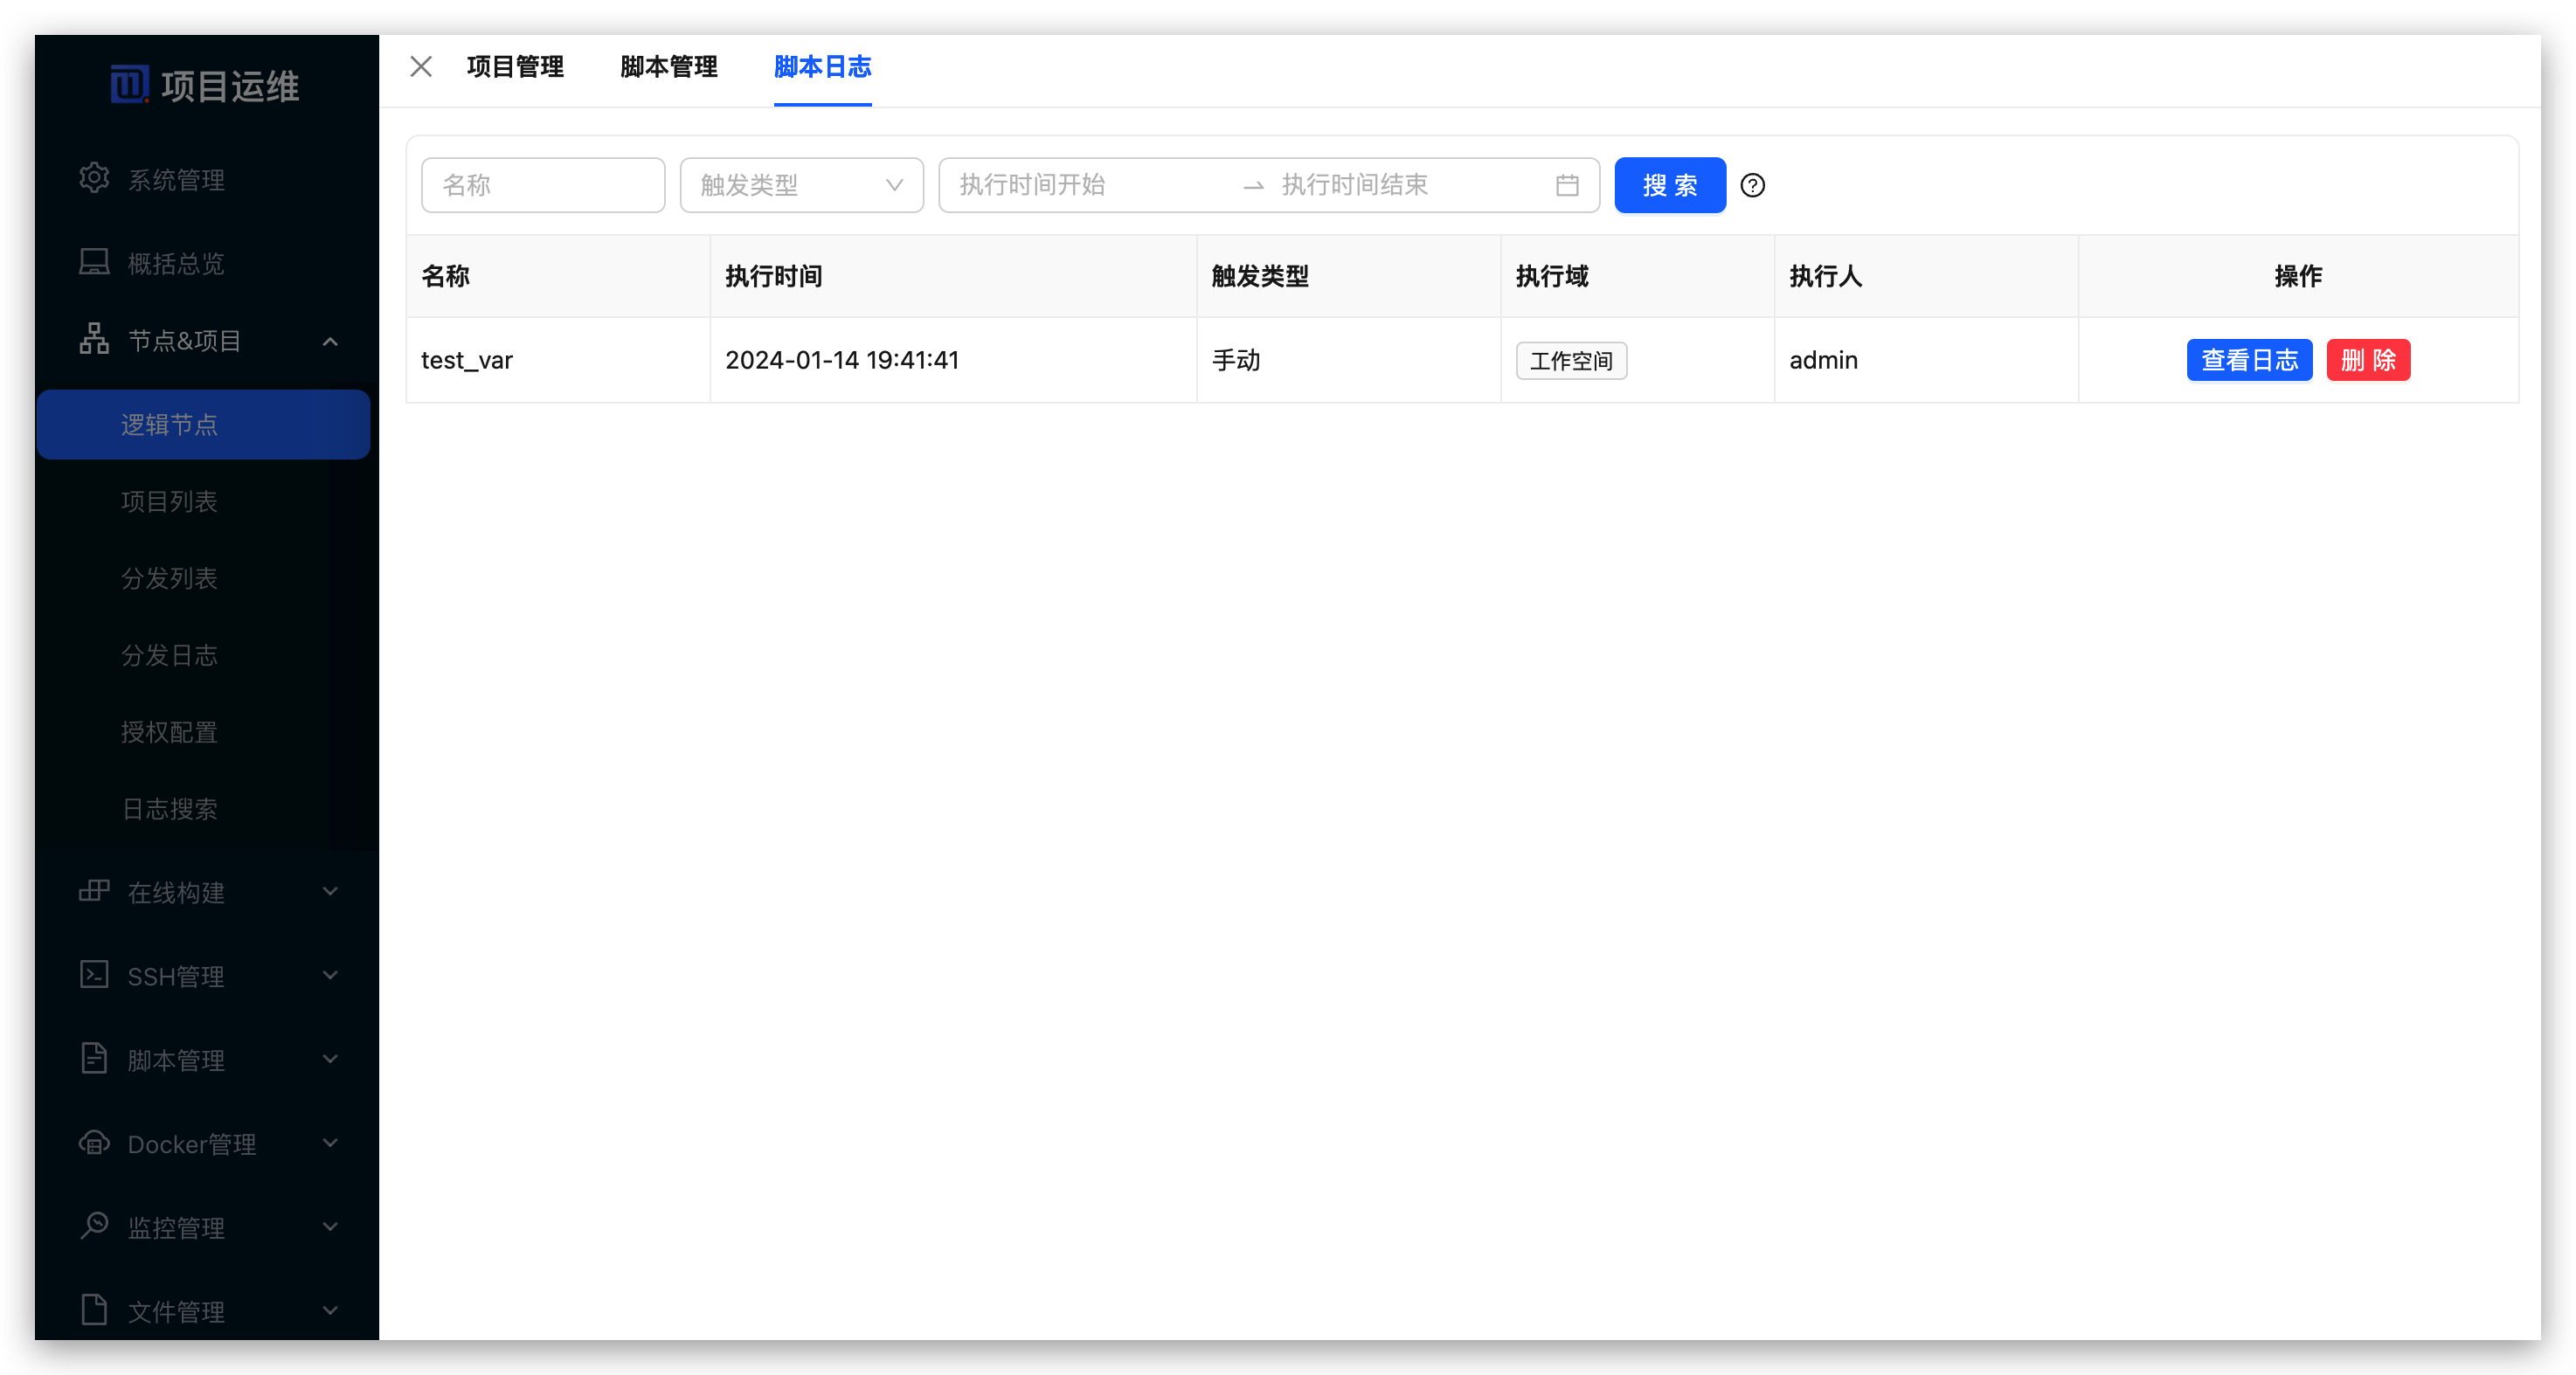 项目运维
系统管理
概括总览
节点&项目
逻辑节点
项目列表
分发列表
分发日志
授权配置
日志搜索
在线构建
SSH管理
脚本管理
Docker管理
监控管理
文件管理
项目管理 脚本管理 脚本日志
名称 触发类型 执行时间开始 → 执行时间结束 搜 索
名称 执行时间 触发类型 执行域 执行人 操作
test_var 2024-01-14 19:41:41 手动 工作空间 admin 查看日志 删 除